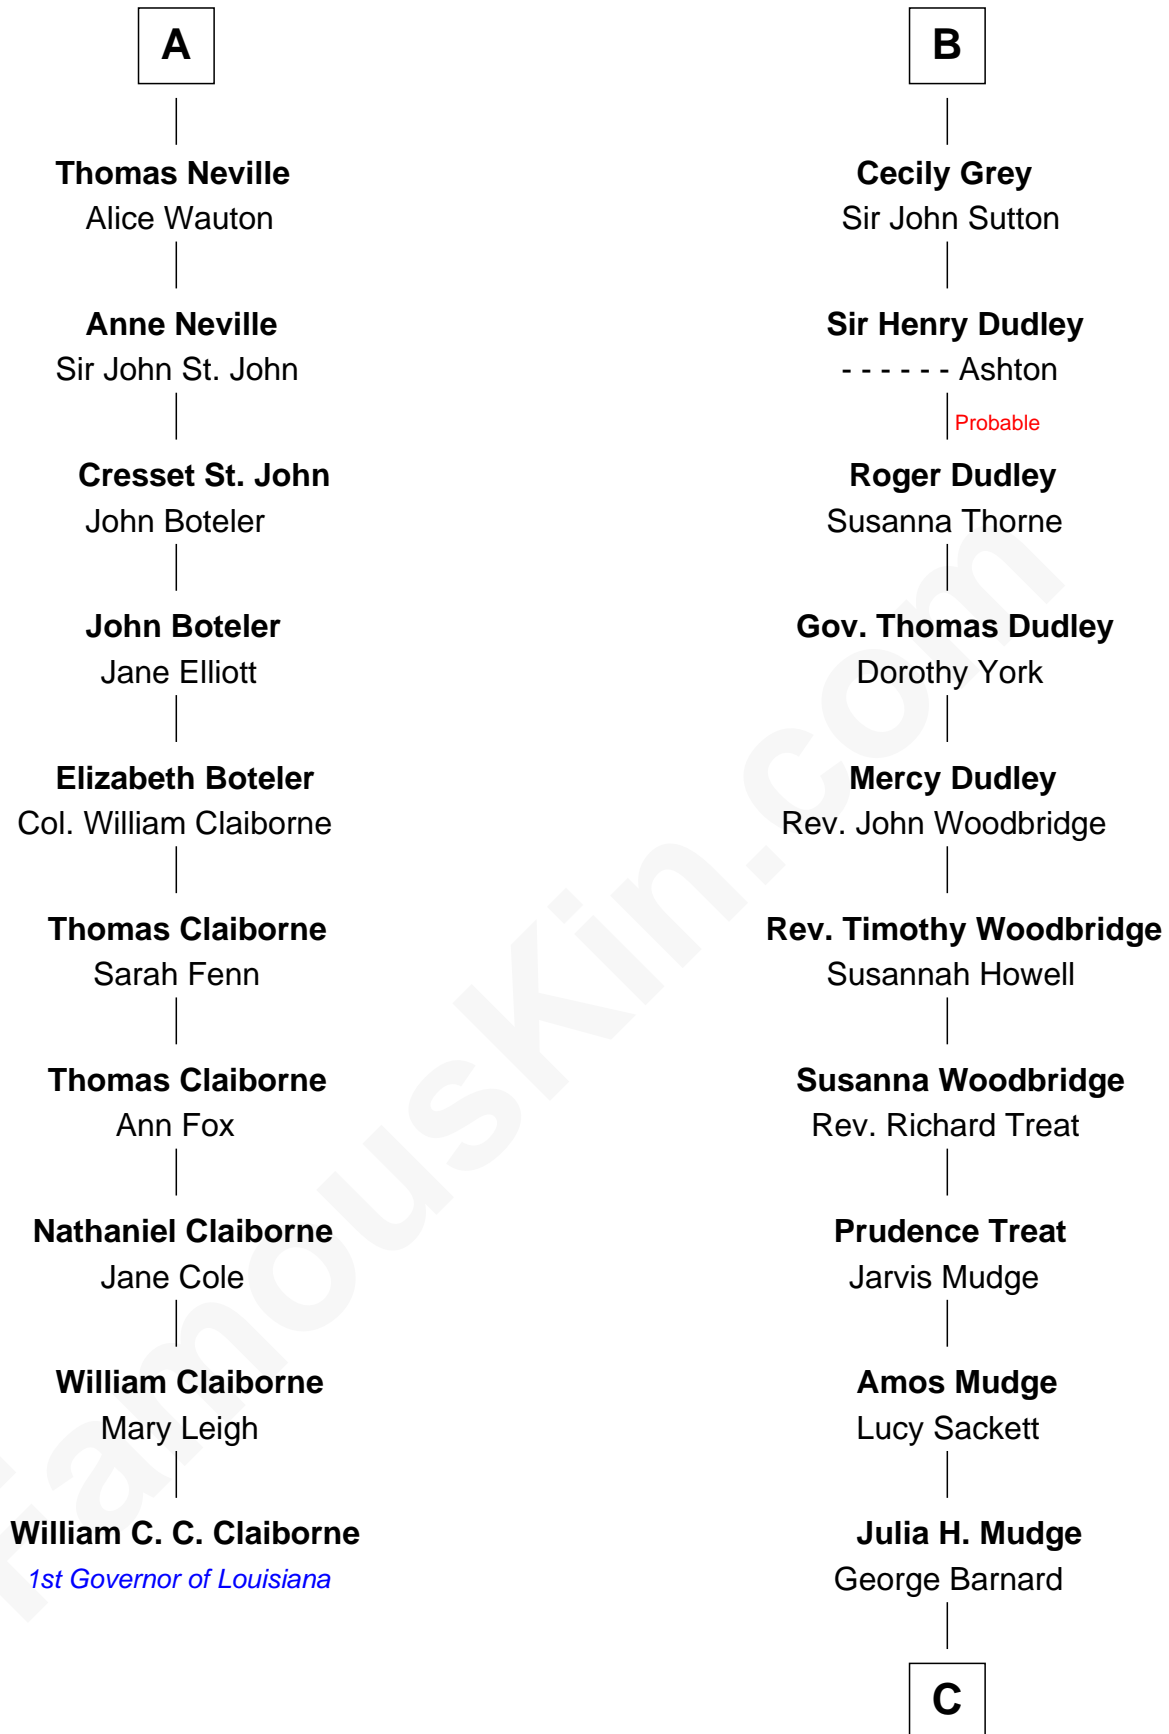 A
Thomas Neville
Alice Wauton
Anne Neville
Sir John St. John
Cresset St. John
John Boteler
John Boteler
Jane Elliott
Elizabeth Boteler
Col. William Claiborne
Thomas Claiborne
Sarah Fenn
Thomas Claiborne
Ann Fox
Nathaniel Claiborne
Jane Cole
William Claiborne
Mary Leigh
William C. C. Claiborne
1st Governor of Louisiana
B
Cecily Grey
Sir John Sutton
Sir Henry Dudley
- - - - - - Ashton
Probable
Roger Dudley
Susanna Thorne
Gov. Thomas Dudley
Dorothy York
Mercy Dudley
Rev. John Woodbridge
Rev. Timothy Woodbridge
Susannah Howell
Susanna Woodbridge
Rev. Richard Treat
Prudence Treat
Jarvis Mudge
Amos Mudge
Lucy Sackett
Julia H. Mudge
George Barnard
C
FamousKin.com